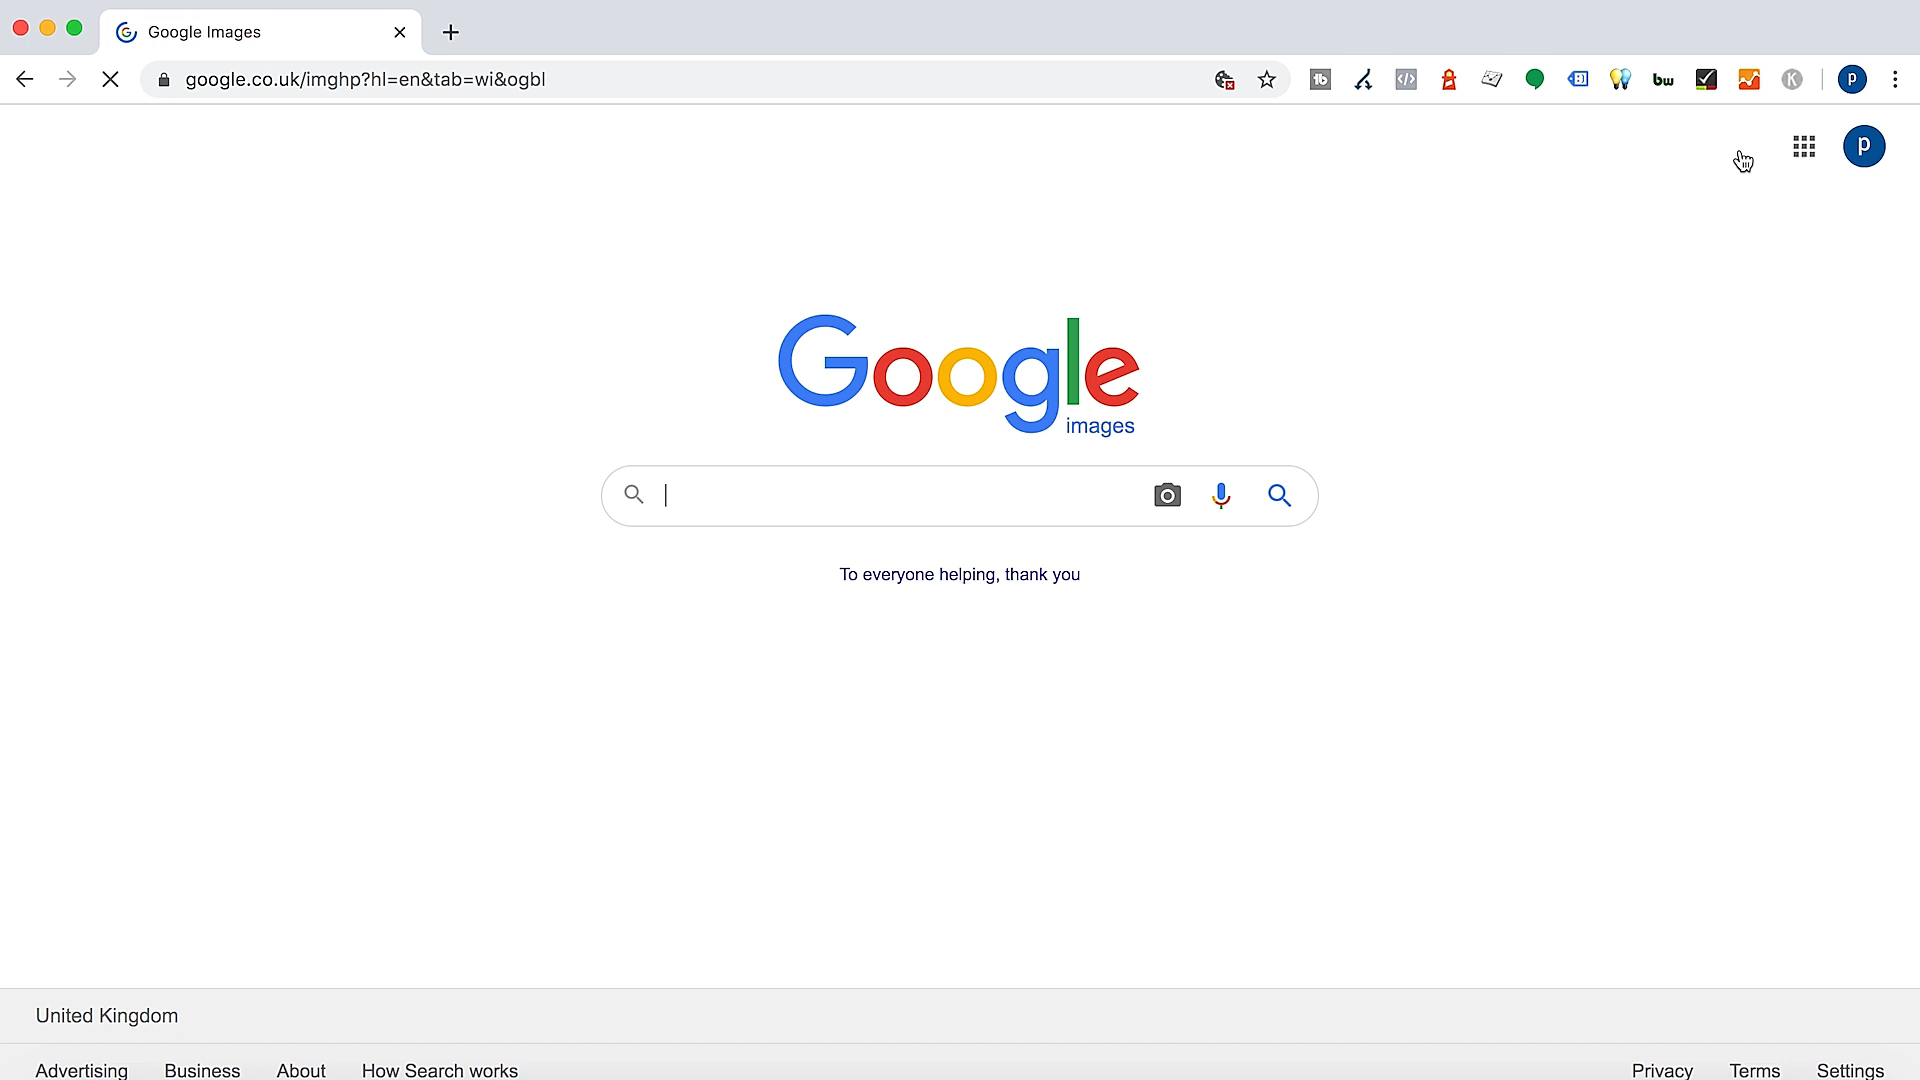 Google Images
google.co.uk/imghp?hl=en&tab=wi&ogbl
bw
K
p
p
Google
images
To everyone helping, thank you
United Kingdom
Advertising Business About How Search works Privacy Terms Settings